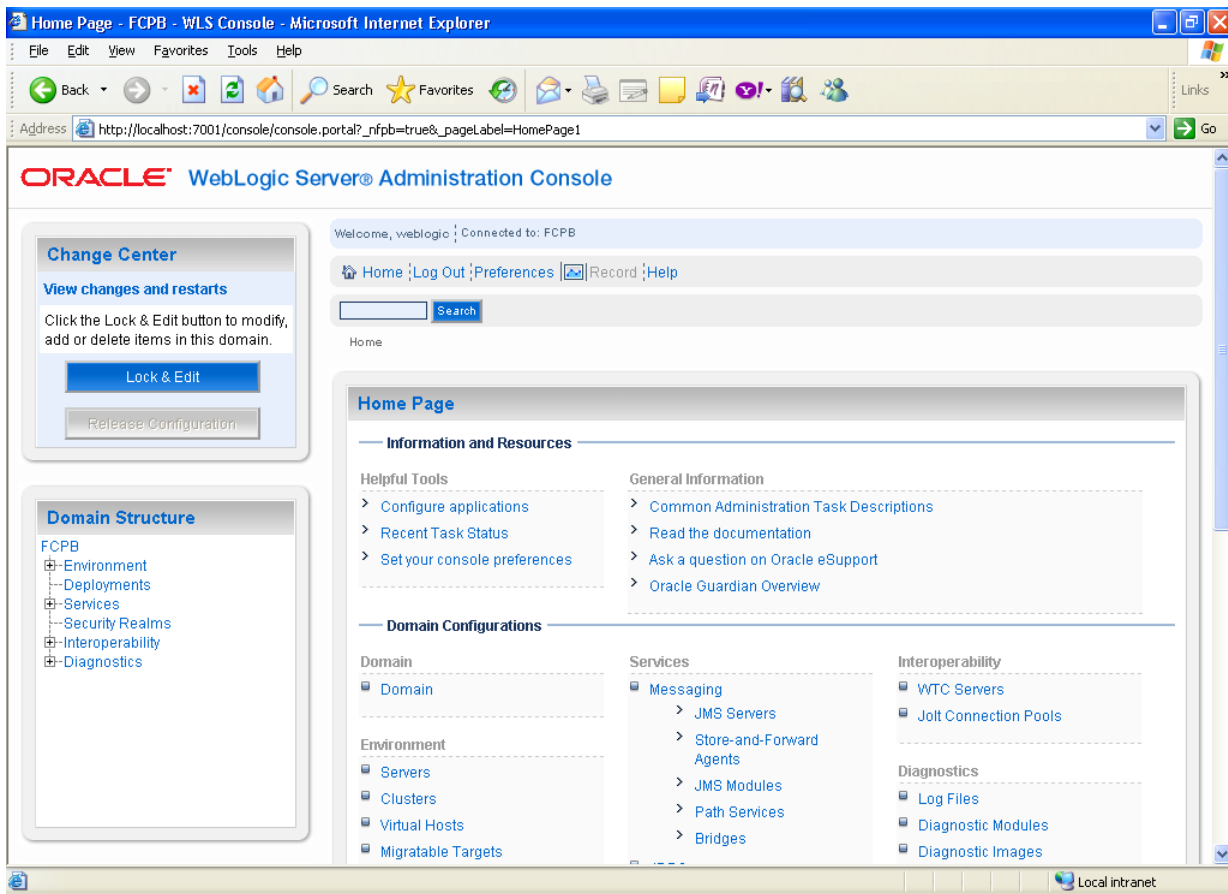 Home Page - FCPB - WLS Console - Microsoft Internet Explorer
File Edit View Favorites Tools Help
Back Search Favorites Links
Address http://localhost:7001/console/console.portal?_nfpb=true&_pageLabel=HomePage1 Go
ORACLE WebLogic Server® Administration Console
Change Center
View changes and restarts
Click the Lock & Edit button to modify,
add or delete items in this domain.
Lock & Edit
Release Configuration
Domain Structure
FCPB
Environment
Deployments
Services
Security Realms
Interoperability
Diagnostics
Welcome, weblogic Connected to: FCPB
Home Log Out Preferences Record Help
Search
Home
Home Page
Information and Resources
Helpful Tools
Configure applications
Recent Task Status
Set your console preferences
General Information
Common Administration Task Descriptions
Read the documentation
Ask a question on Oracle eSupport
Oracle Guardian Overview
Domain Configurations
Domain
Domain
Environment
Servers
Clusters
Virtual Hosts
Migratable Targets
Services
Messaging
JMS Servers
Store-and-Forward
Agents
JMS Modules
Path Services
Bridges
Interoperability
WTC Servers
Jolt Connection Pools
Diagnostics
Log Files
Diagnostic Modules
Diagnostic Images
Local intranet